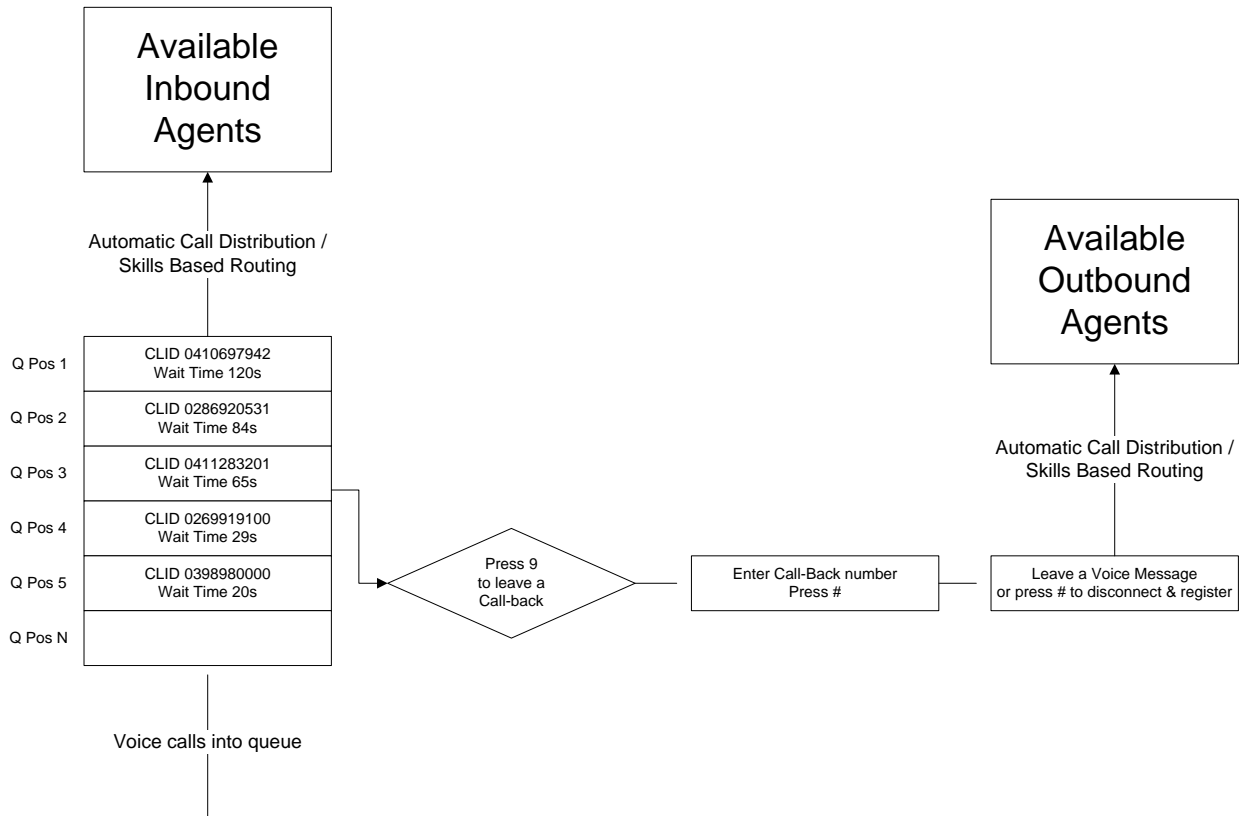 Available
Inbound
Agents
Automatic Call Distribution /
Skills Based Routing
Q Pos 1
CLID 0410697942
Wait Time 120s
Q Pos 2
CLID 0286920531
Wait Time 84s
Q Pos 3
CLID 0411283201
Wait Time 65s
Q Pos 4
CLID 0269919100
Wait Time 29s
Q Pos 5
CLID 0398980000
Wait Time 20s
Q Pos N
Voice calls into queue
Press 9
to leave a
Call-back
Enter Call-Back number
Press #
Leave a Voice Message
or press # to disconnect & register
Automatic Call Distribution /
Skills Based Routing
Available
Outbound
Agents